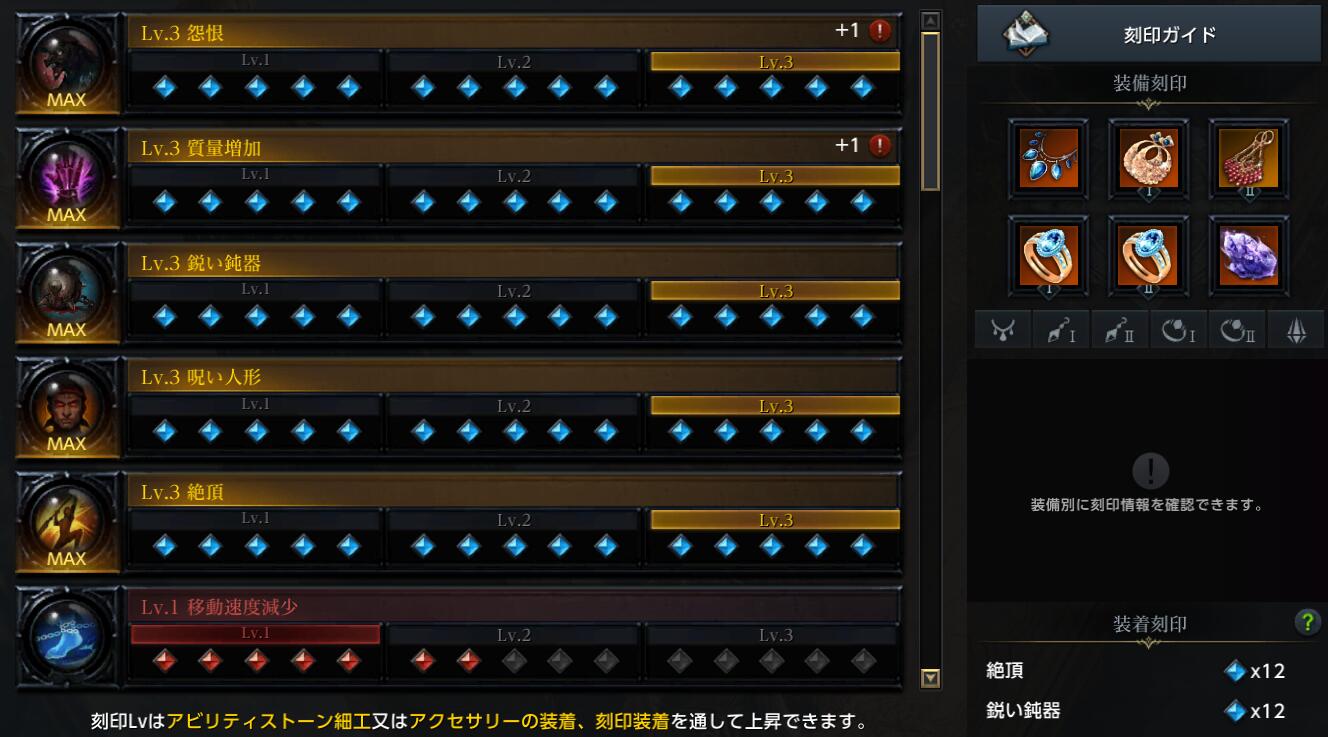 Lv.3 怨恨
+1
Lv.1 Lv.2 Lv.3
MAX
Lv.3 質量増加
+1
Lv.1 Lv.2 Lv.3
MAX
Lv.3 鋭い鈍器
Lv.1 Lv.2 Lv.3
MAX
Lv.3 呪い人形
Lv.1 Lv.2 Lv.3
MAX
Lv.3 絶頂
Lv.1 Lv.2 Lv.3
MAX
Lv.1 移動速度減少
Lv.1 Lv.2 Lv.3
刻印Lvはアビリティストーン細工又はアクセサリーの装着、刻印装着を通して上昇できます。
刻印ガイド
装備刻印
I II
I II
I II I II
装備別に刻印情報を確認できます。
装着刻印
?
絶頂 x12
鋭い鈍器 x12